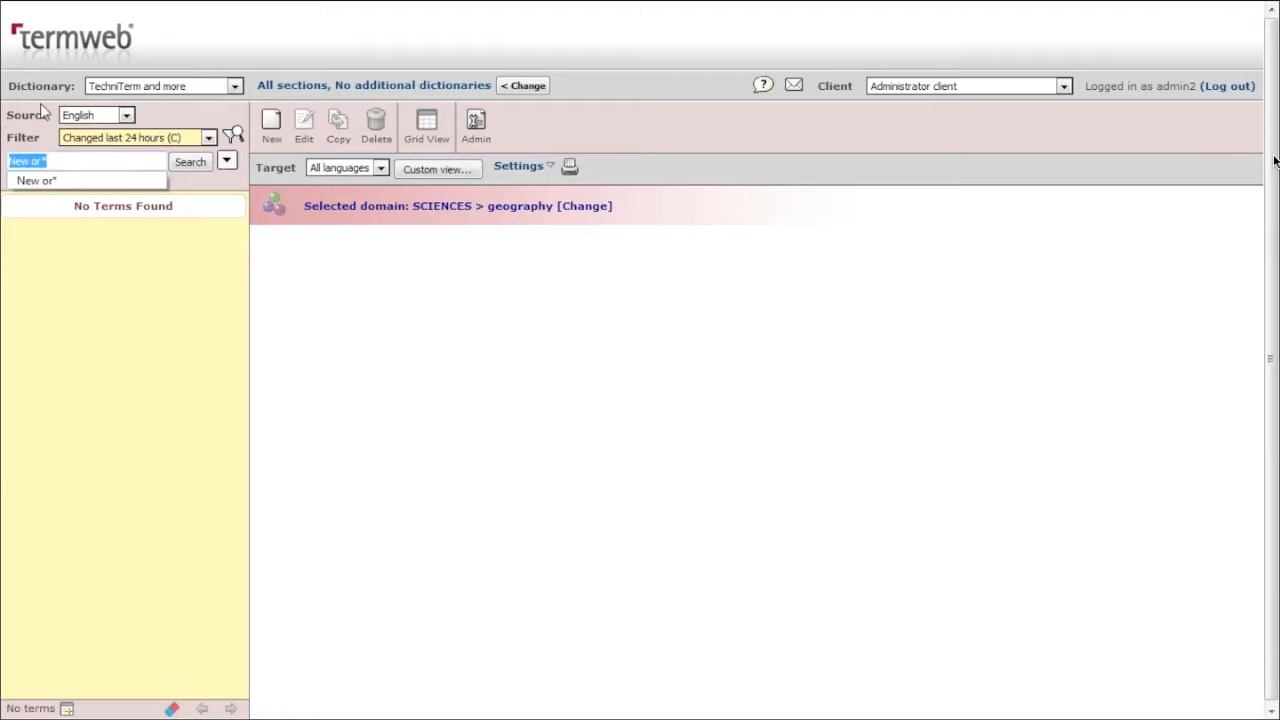 termweb
Dictionary: TechniTerm and more All sections, No additional dictionaries < Change ? Client Administrator client Logged in as admin2 (Log out)
Source English
Filter Changed last 24 hours (C)
New or* Search
New or*
No Terms Found
New Edit Copy Delete Grid View Admin
Target All languages Custom view... Settings
Selected domain: SCIENCES > geography [Change]
No terms